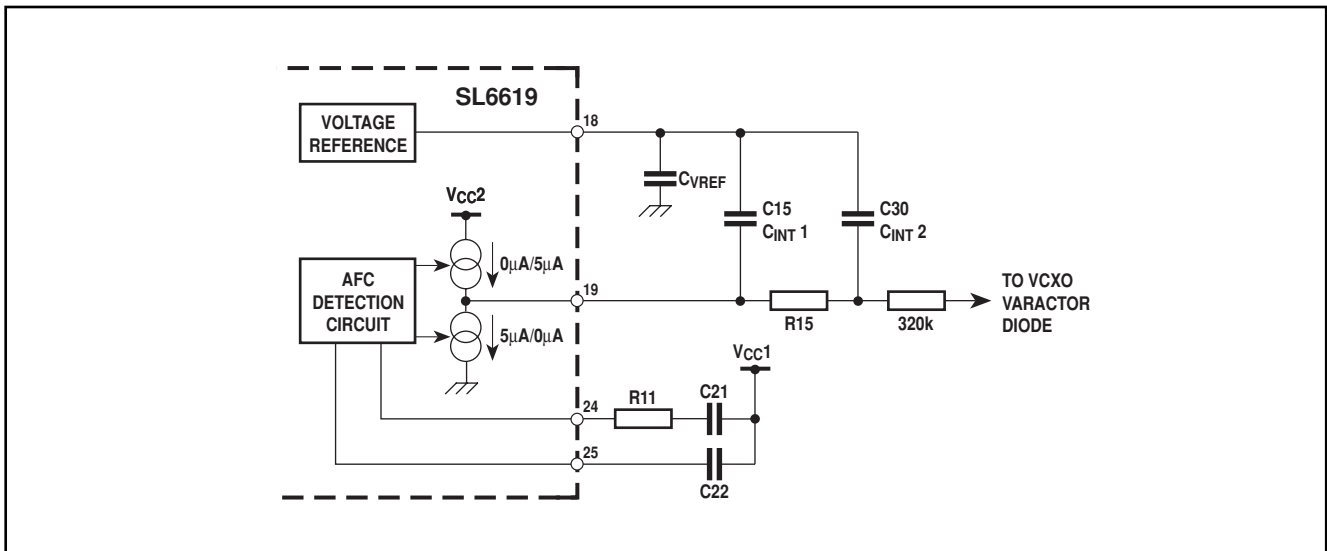 SL6619
VOLTAGE
REFERENCE
18
CVREF
VCC2
C15
CINT 1
C30
CINT 2
0μA/5μA
AFC
DETECTION
CIRCUIT
19
R15
320k
TO VCXO
VARACTOR
DIODE
5μA/0μA
VCC1
24
R11
C21
25
C22